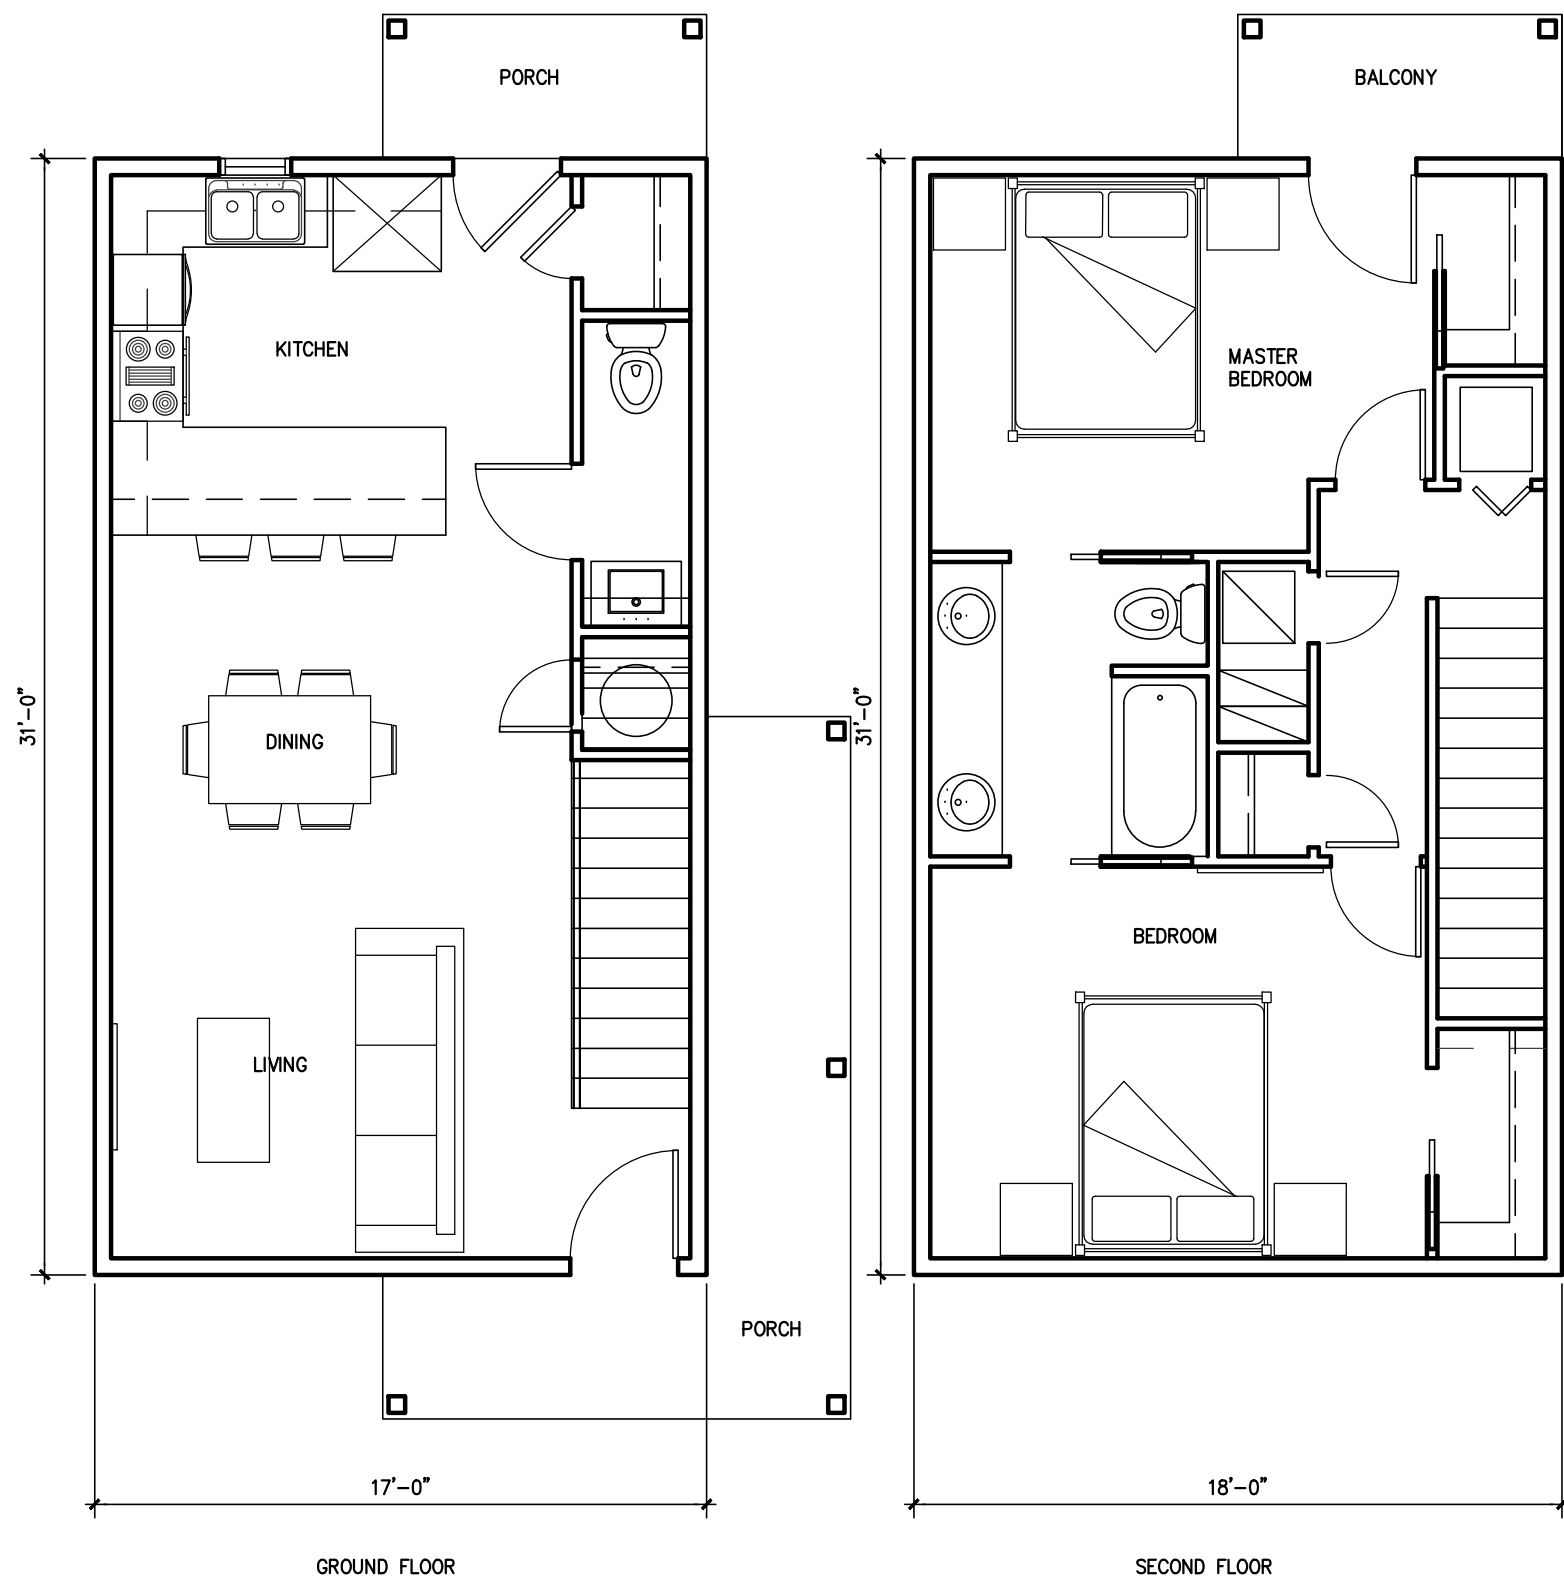 PORCH
KITCHEN
DINING
LIVING
PORCH
31'-0"
17'-0"
GROUND FLOOR
BALCONY
MASTER
BEDROOM
BEDROOM
31'-0"
18'-0"
SECOND FLOOR